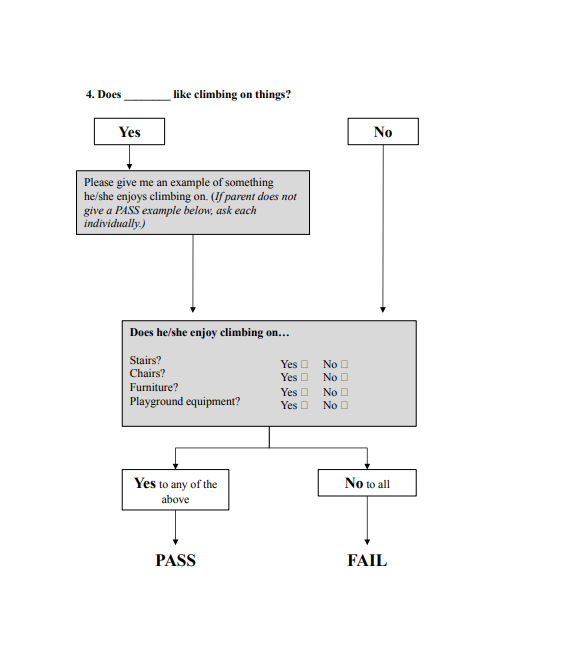 4. Does ________ like climbing on things?
Yes
No
Please give me an example of something
he/she enjoys climbing on. (If parent does not
give a PASS example below, ask each
individually.)
Does he/she enjoy climbing on…
Stairs? Yes □ No □
Chairs? Yes □ No □
Furniture? Yes □ No □
Playground equipment? Yes □ No □
Yes to any of the
above
No to all
PASS
FAIL